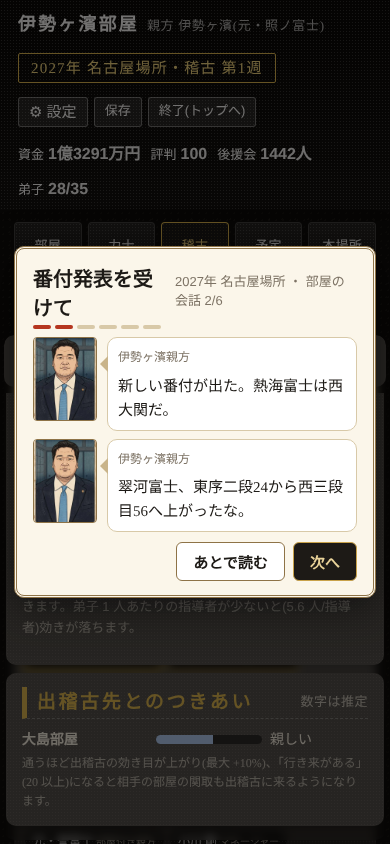 伊勢ヶ濱部屋 親方 伊勢ヶ濱(元・照ノ富士)
2027年 名古屋場所・稽古 第1週
⚙ 設定 保存 終了(トップへ)
資金 1億3291万円 評判 100 後援会 1442人
弟子 28/35
部屋 力士 稽古 予定 本場所
番付発表を受けて
2027年 名古屋場所 ・ 部屋の会話 2/6
伊勢ヶ濱親方
新しい番付が出た。熱海富士は西大関だ。
伊勢ヶ濱親方
翠河富士、東序二段24から西三段目56へ上がったな。
あとで読む 次へ
きます。弟子 1 人あたりの指導者が少ないと(5.6 人/指導者)効きが落ちます。
出稽古先とのつきあい 数字は推定
大島部屋 親しい
通うほど出稽古の効き目が上がり(最大 +10%)、「行き来がある」(20 以上)になると相手の部屋の関取も出稽古に来るようになります。